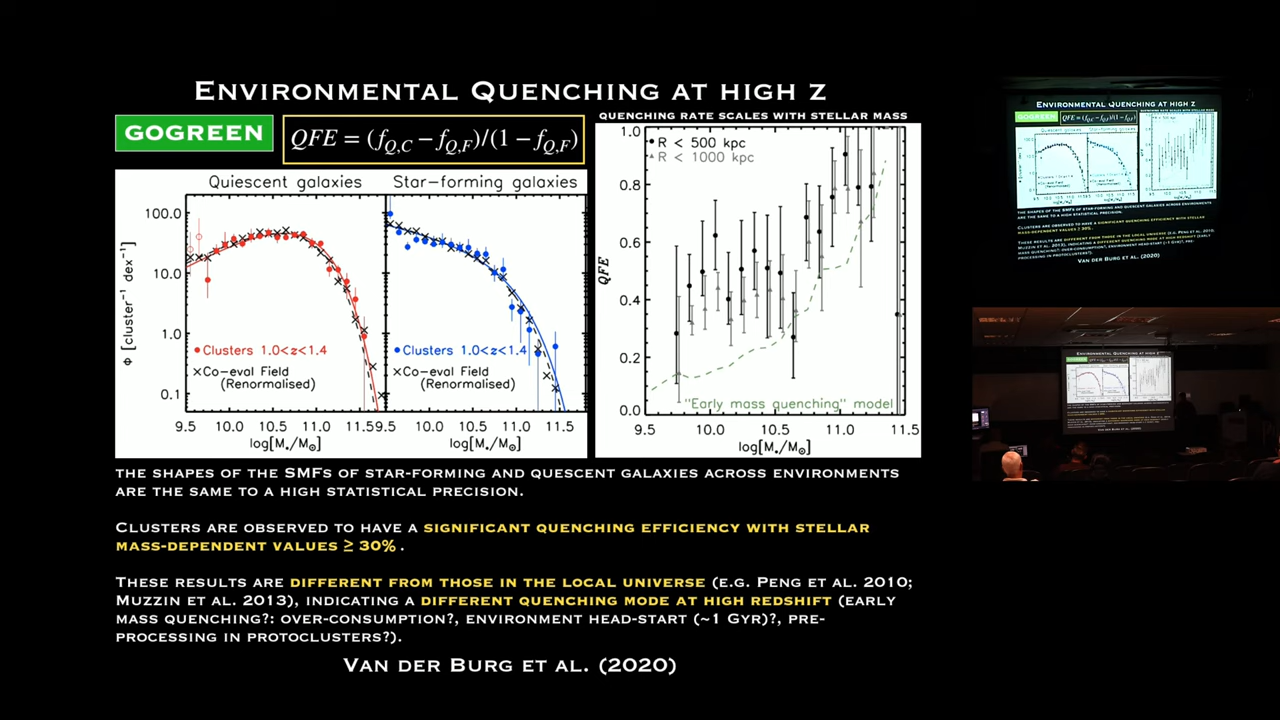 ENVIRONMENTAL QUENCHING AT HIGH Z
GOGREEN
QFE = (f_{Q,C} − f_{Q,F})/(1 − f_{Q,F})
QUENCHING RATE SCALES WITH STELLAR MASS
Quiescent galaxies
Star-forming galaxies
100.0
10.0
1.0
0.1
Φ [cluster⁻¹ dex⁻¹]
Clusters 1.0<z<1.4
Co-eval Field
(Renormalised)
Clusters 1.0<z<1.4
Co-eval Field
(Renormalised)
9.5 10.0 10.5 11.0 11.5
9.5 10.0 10.5 11.0 11.5
log[M⋆/M⊙]
log[M⋆/M⊙]
R < 500 kpc
R < 1000 kpc
1.0
0.8
0.6
0.4
0.2
0.0
QFE
"Early mass quenching" model
9.5 10.0 10.5 11.0 11.5
log[M⋆/M⊙]
THE SHAPES OF THE SMFS OF STAR-FORMING AND QUESCENT GALAXIES ACROSS ENVIRONMENTS
ARE THE SAME TO A HIGH STATISTICAL PRECISION.
CLUSTERS ARE OBSERVED TO HAVE A SIGNIFICANT QUENCHING EFFICIENCY WITH STELLAR
MASS-DEPENDENT VALUES ≥ 30% .
THESE RESULTS ARE DIFFERENT FROM THOSE IN THE LOCAL UNIVERSE (E.G. PENG ET AL. 2010;
MUZZIN ET AL. 2013), INDICATING A DIFFERENT QUENCHING MODE AT HIGH REDSHIFT (EARLY
MASS QUENCHING?: OVER-CONSUMPTION?, ENVIRONMENT HEAD-START (~1 GYR)?, PRE-
PROCESSING IN PROTOCLUSTERS?).
VAN DER BURG ET AL. (2020)